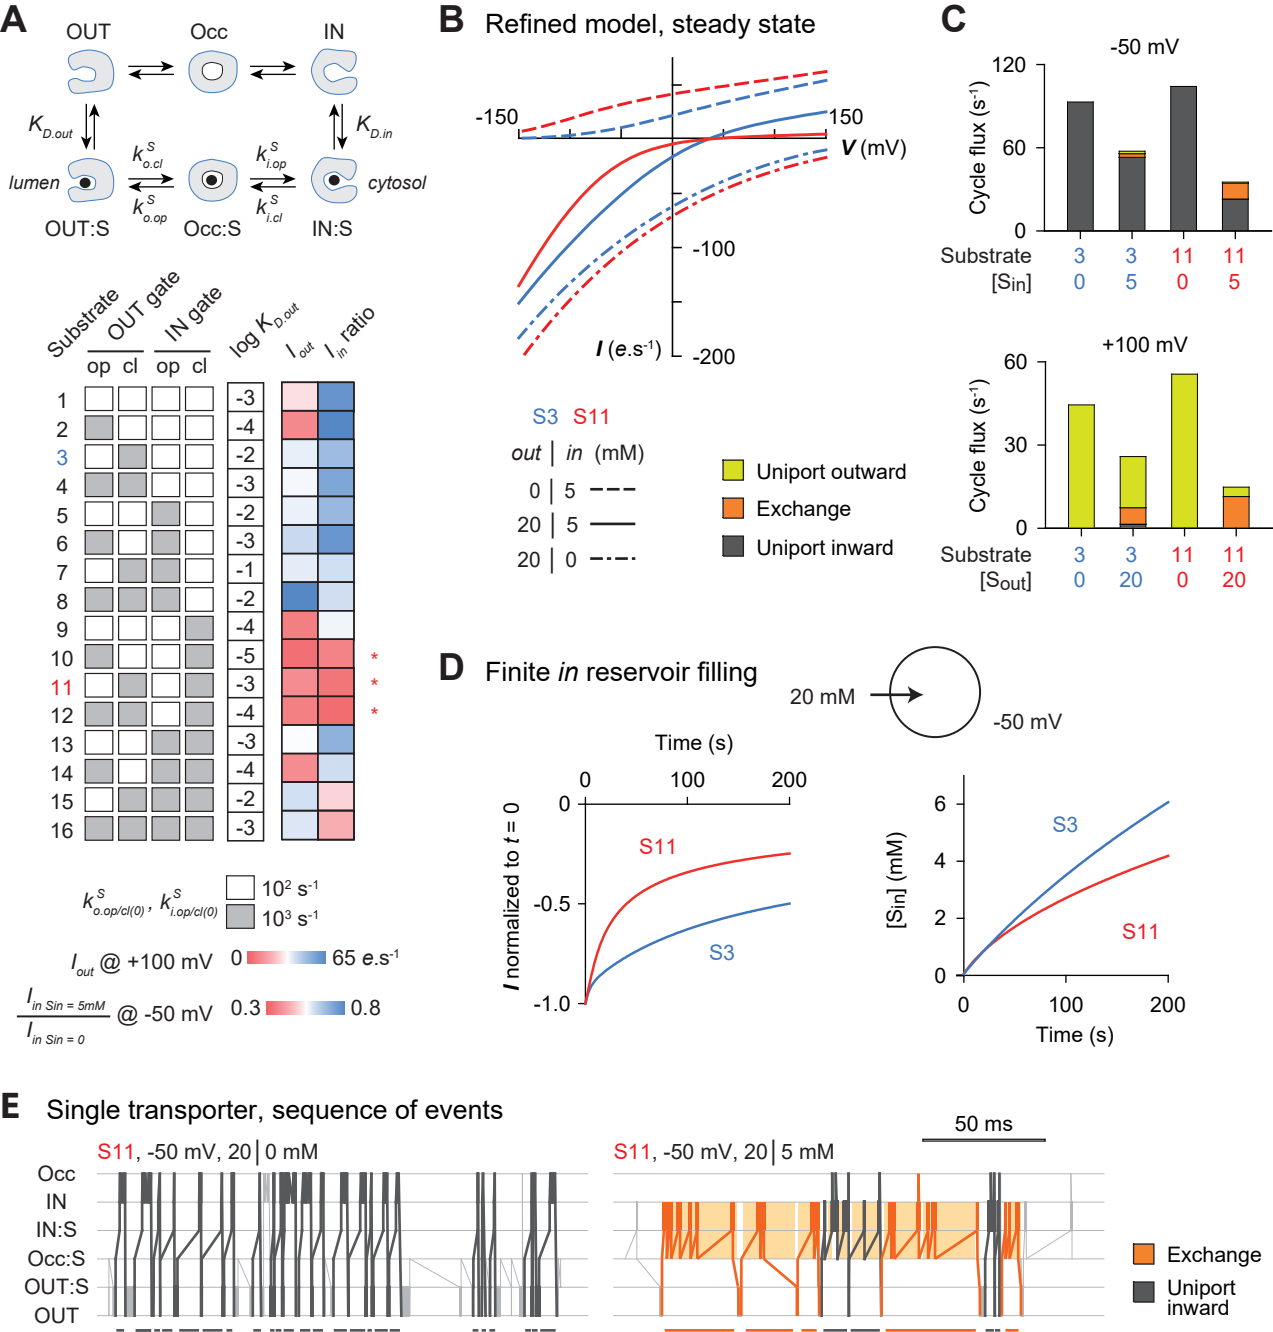 A
OUT Occ IN
K D.out
k S o.cl
k S i.op
K D.in
lumen
cytosol
k S o.op
k S i.cl
OUT:S Occ:S IN:S
Substrate
OUT gate
IN gate
log K D.out
I out
I in ratio
op cl op cl
1 -3
2 -4
3 -2
4 -3
5 -2
6 -3
7 -1
8 -2
9 -4
10 -5 *
11 -3 *
12 -4 *
13 -3
14 -4
15 -2
16 -3
k S o.op/cl(0) , k S i.op/cl(0)
10² s⁻¹
10³ s⁻¹
I out @ +100 mV 0 65 e.s⁻¹
I in Sin = 5mM
I in Sin = 0
@ -50 mV 0.3 0.8
B Refined model, steady state
-150 150
V (mV)
-100
-200
I (e.s⁻¹)
S3 S11
out | in (mM)
0 | 5
20 | 5
20 | 0
Uniport outward
Exchange
Uniport inward
C
-50 mV
Cycle flux (s⁻¹)
120
60
0
Substrate 3 3 11 11
[Sin] 0 5 0 5
+100 mV
Cycle flux (s⁻¹)
60
30
0
Substrate 3 3 11 11
[Sout] 0 20 0 20
D Finite in reservoir filling
20 mM
-50 mV
Time (s)
0 100 200
I normalized to t = 0
0
-0.5
-1.0
S11
S3
[Sin] (mM)
6
4
2
0
S3
S11
0 100 200
Time (s)
E Single transporter, sequence of events
50 ms
S11, -50 mV, 20 | 0 mM
S11, -50 mV, 20 | 5 mM
Occ
IN
IN:S
Occ:S
OUT:S
OUT
Exchange
Uniport
inward